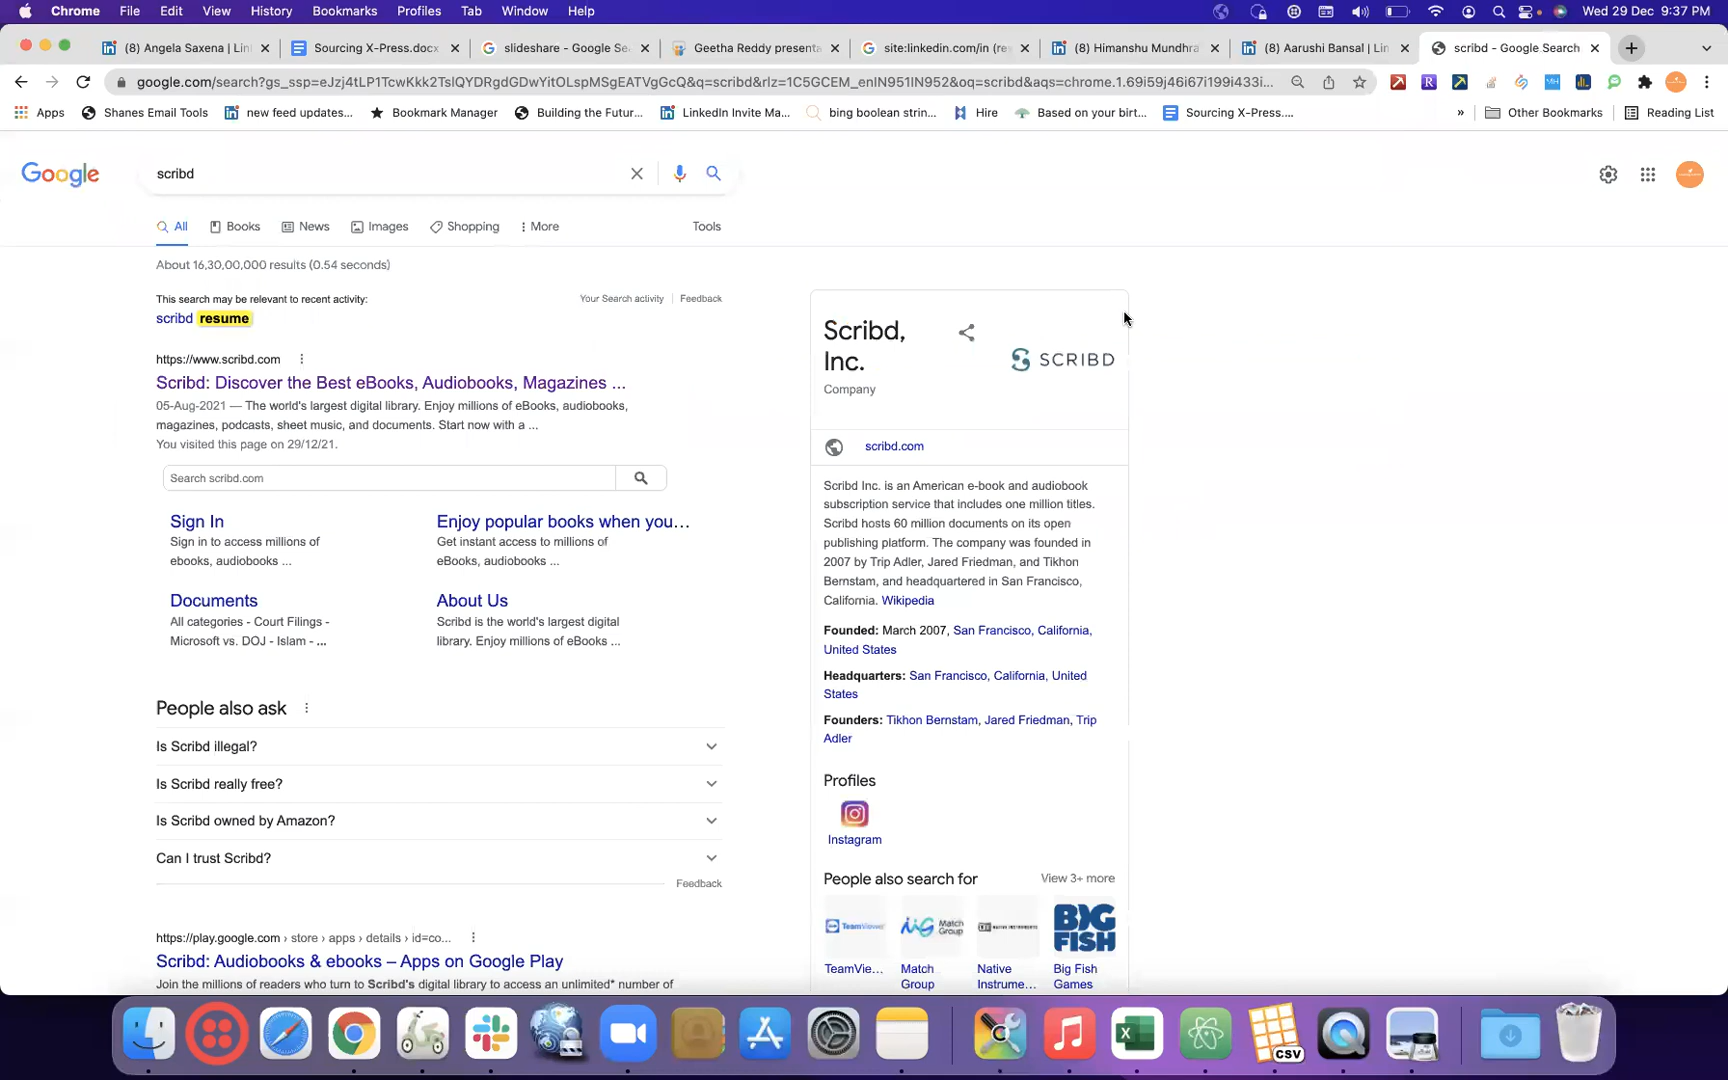 Chrome File Edit View History Bookmarks Profiles Tab Window Help Wed 29 Dec 9:37 PM
(8) Angela Saxena | Lin Sourcing X-Press.docx slideshare - Google Se Geetha Reddy presenta site:linkedin.com/in (re (8) Himanshu Mundhra (8) Aarushi Bansal | Lin scribd - Google Search
google.com/search?gs_ssp=eJzj4tLP1TcwKkk2TslQYDRgdGDwYitOLspMSgEATVgGcQ&q=scribd&rlz=1C5GCEM_enIN951IN952&oq=scribd&aqs=chrome.1.69i59j46i67i199i433i...
Apps Shanes Email Tools new feed updates... Bookmark Manager Building the Futur... LinkedIn Invite Ma... bing boolean strin... Hire Based on your birt... Sourcing X-Press.... » Other Bookmarks Reading List
Google scribd
All Books News Images Shopping More Tools
About 16,30,00,000 results (0.54 seconds)
This search may be relevant to recent activity: Your Search activity Feedback
scribd resume
https://www.scribd.com
Scribd: Discover the Best eBooks, Audiobooks, Magazines ...
05-Aug-2021 — The world's largest digital library. Enjoy millions of eBooks, audiobooks,
magazines, podcasts, sheet music, and documents. Start now with a ...
You visited this page on 29/12/21.
Search scribd.com
Sign In
Sign in to access millions of
ebooks, audiobooks ...
Enjoy popular books when you...
Get instant access to millions of
eBooks, audiobooks ...
Documents
All categories - Court Filings -
Microsoft vs. DOJ - Islam - ...
About Us
Scribd is the world's largest digital
library. Enjoy millions of eBooks ...
People also ask
Is Scribd illegal?
Is Scribd really free?
Is Scribd owned by Amazon?
Can I trust Scribd?
Feedback
https://play.google.com › store › apps › details › id=co...
Scribd: Audiobooks & ebooks – Apps on Google Play
Join the millions of readers who turn to Scribd's digital library to access an unlimited* number of
Scribd,
Inc.
Company
SCRIBD
scribd.com
Scribd Inc. is an American e-book and audiobook
subscription service that includes one million titles.
Scribd hosts 60 million documents on its open
publishing platform. The company was founded in
2007 by Trip Adler, Jared Friedman, and Tikhon
Bernstam, and headquartered in San Francisco,
California. Wikipedia
Founded: March 2007, San Francisco, California,
United States
Headquarters: San Francisco, California, United
States
Founders: Tikhon Bernstam, Jared Friedman, Trip
Adler
Profiles
Instagram
People also search for View 3+ more
TeamViewer Match Group NATIVE INSTRUMENTS BIG FISH
TeamVie... Match Native Big Fish
Group Instrume... Games
CSV